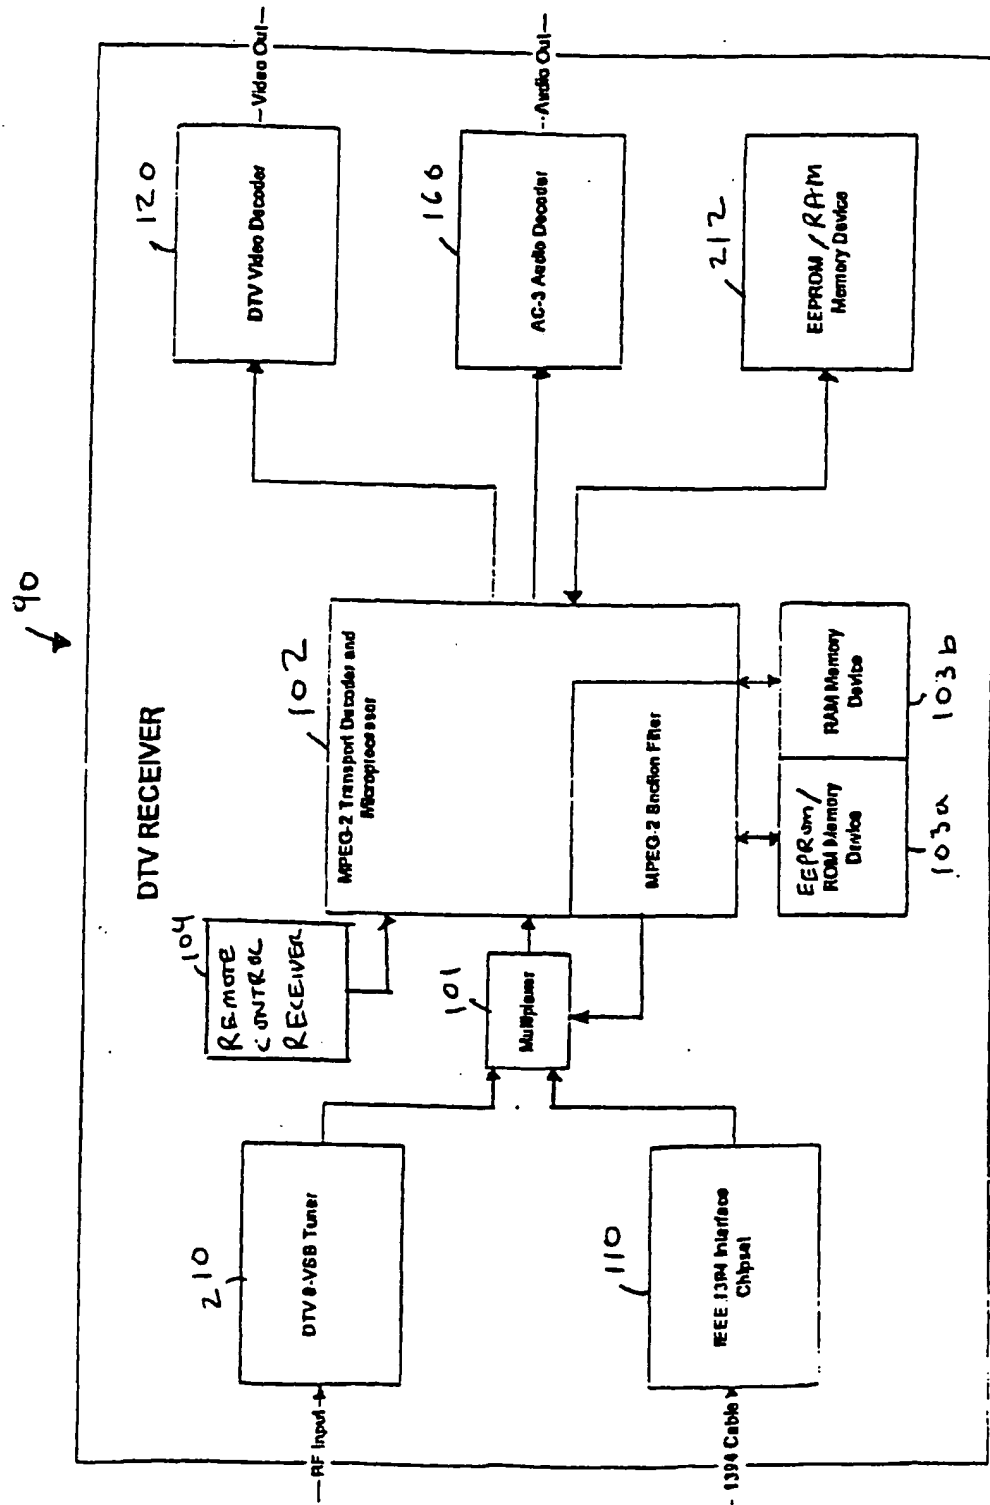 90
DTV RECEIVER
RF Input
210
DTV 8-VSB Tuner
1394 Cable
110
IEEE 1394 Interface
Chipset
104
REMOTE
CONTROL
RECEIVER
101
Multiplexer
102
MPEG-2 Transport Decoder and
Microprocessor
MPEG-2 Section Filter
EEPROM/
ROM Memory
Device
103a
RAM Memory
Device
103b
120
DTV Video Decoder
Video Out
160
AC-3 Audio Decoder
Audio Out
212
EEPROM/RAM
Memory Device